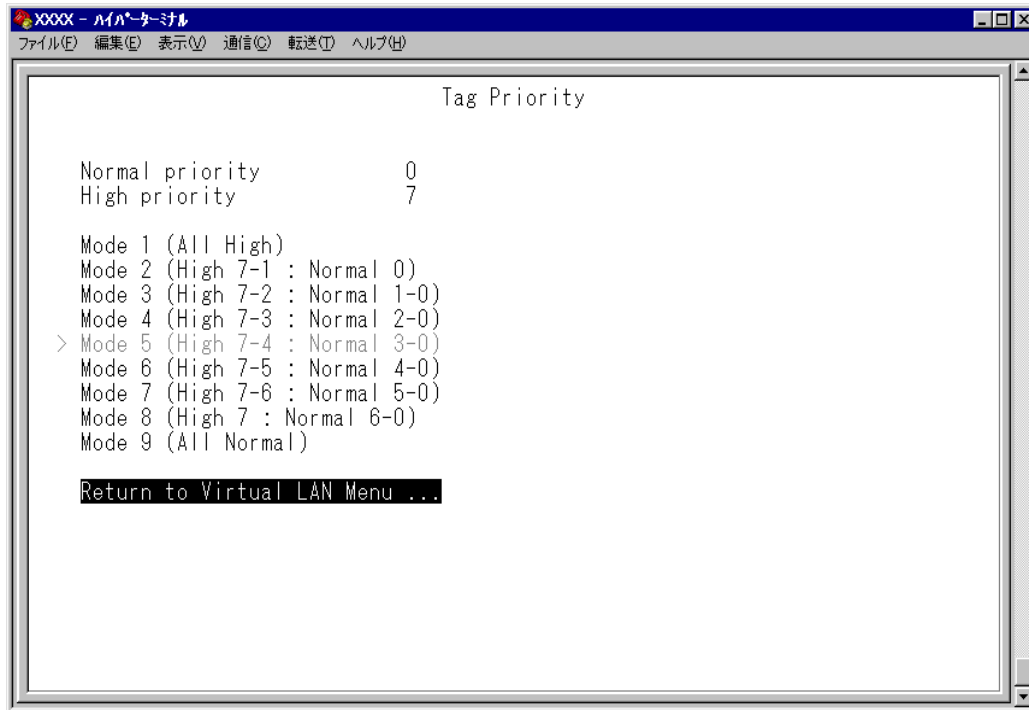 XXXX - ﾊｲﾊﾟｰﾀｰﾐﾅﾙ
ファイル(F) 編集(E) 表示(V) 通信(C) 転送(T) ヘルプ(H)
Tag Priority
Normal priority 0
High priority 7
Mode 1 (All High)
Mode 2 (High 7-1 : Normal 0)
Mode 3 (High 7-2 : Normal 1-0)
Mode 4 (High 7-3 : Normal 2-0)
> Mode 5 (High 7-4 : Normal 3-0)
Mode 6 (High 7-5 : Normal 4-0)
Mode 7 (High 7-6 : Normal 5-0)
Mode 8 (High 7 : Normal 6-0)
Mode 9 (All Normal)
Return to Virtual LAN Menu ...